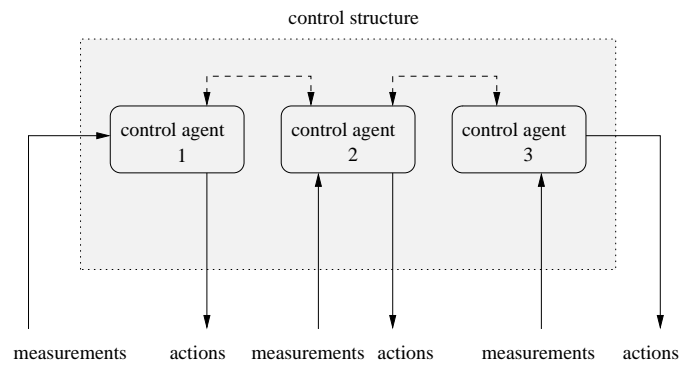 control structure
control agent
1
control agent
2
control agent
3
measurements
actions
measurements
actions
measurements
actions